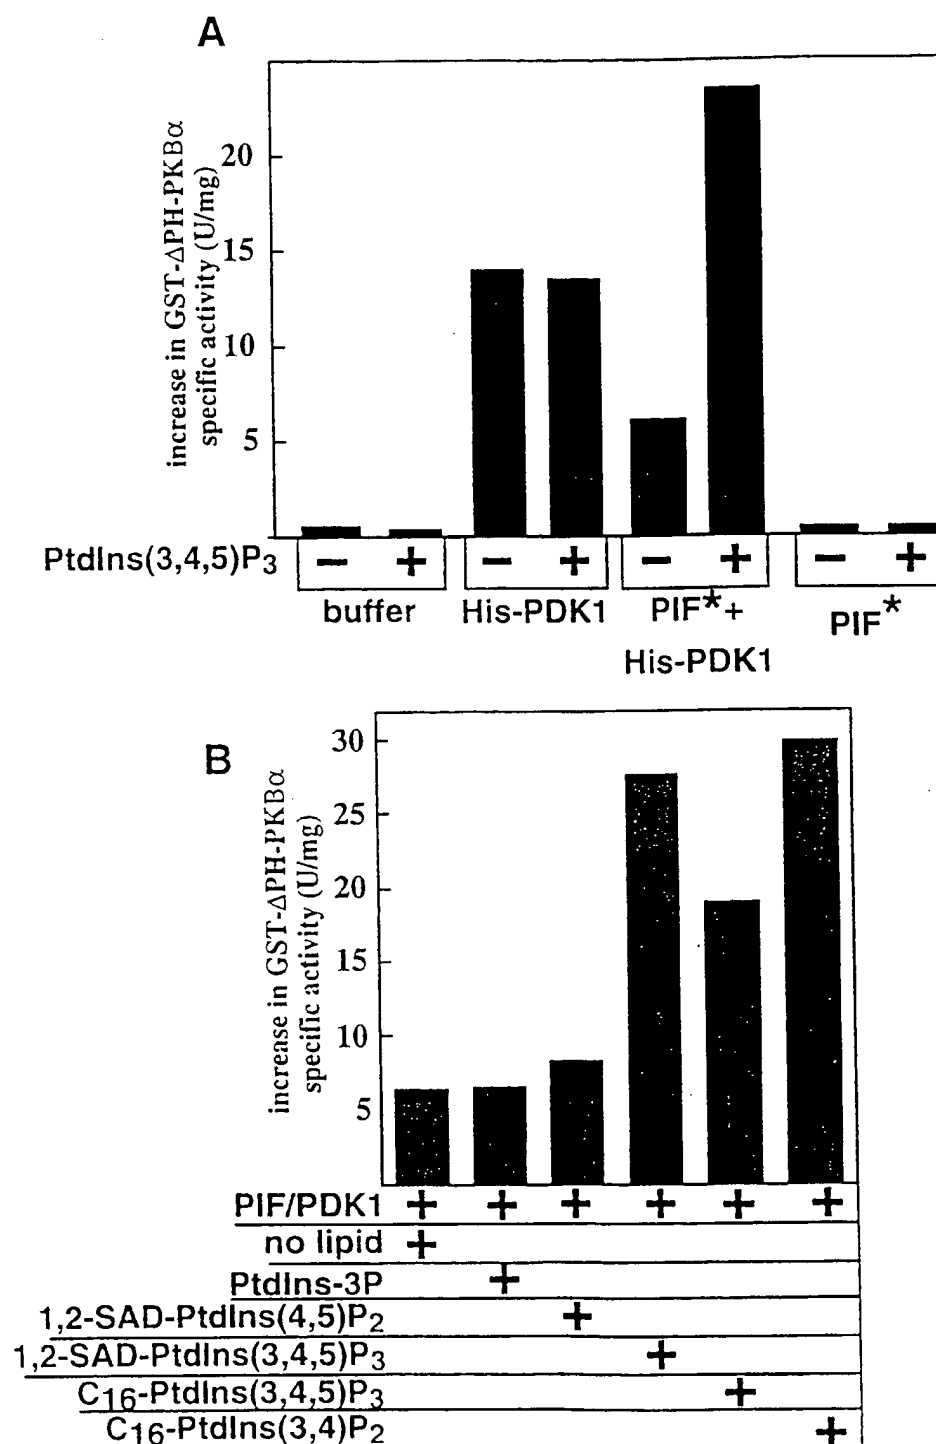 A
increase in GST-ΔPH-PKBα
specific activity (U/mg)
20
15
10
5
PtdIns(3,4,5)P3
− + − + − + − +
buffer His-PDK1 PIF*+ PIF*
His-PDK1
B
increase in GST-ΔPH-PKBα
specific activity (U/mg)
30
25
20
15
10
5
PIF/PDK1 + + + + + +
no lipid +
PtdIns-3P +
1,2-SAD-PtdIns(4,5)P2 +
1,2-SAD-PtdIns(3,4,5)P3 +
C16-PtdIns(3,4,5)P3 +
C16-PtdIns(3,4)P2 +